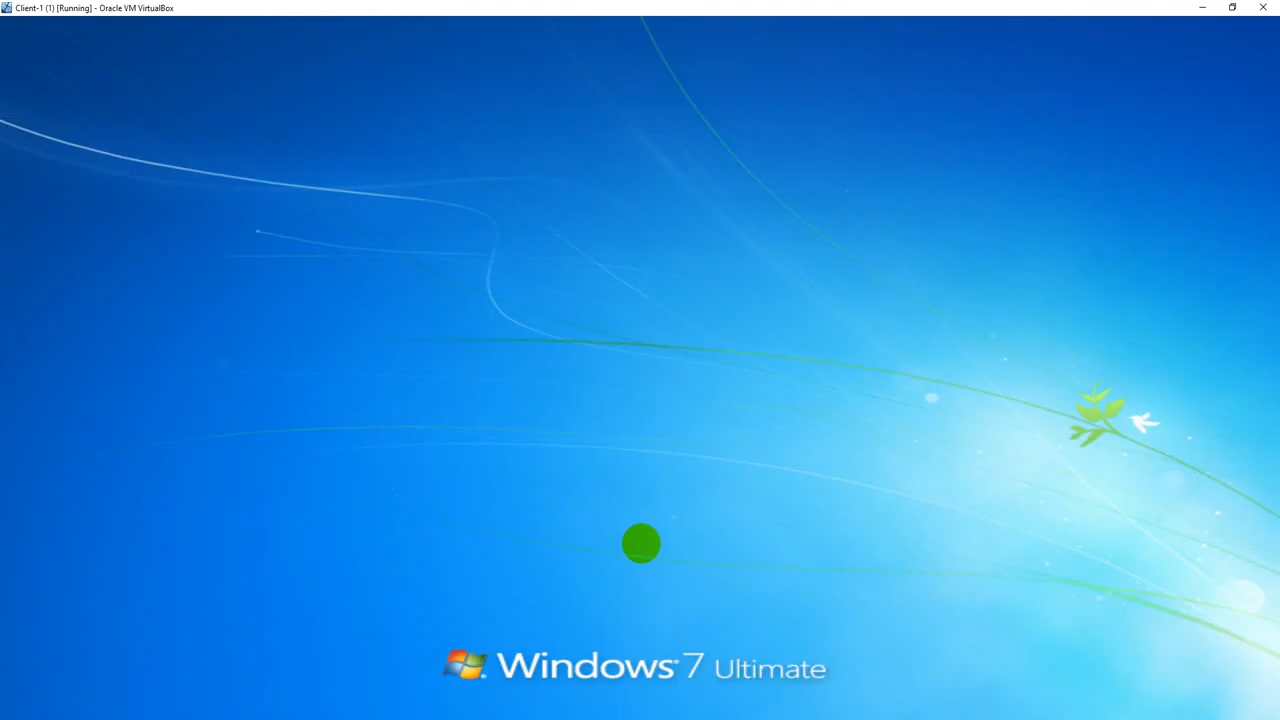 Client-1 (1) [Running] - Oracle VM VirtualBox
Windows 7 Ultimate